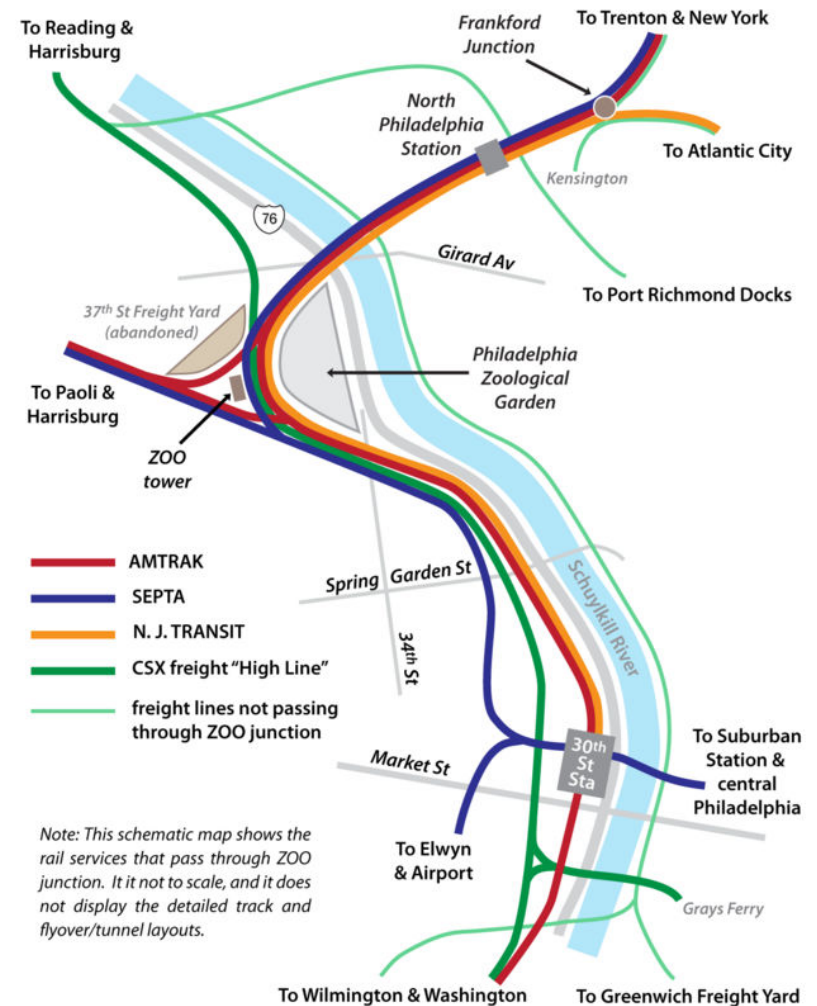 To Reading &
Harrisburg
Frankford
Junction
To Trenton & New York
North
Philadelphia
Station
To Atlantic City
Kensington
76
Girard Av
To Port Richmond Docks
37th St Freight Yard
(abandoned)
Philadelphia
Zoological
Garden
To Paoli &
Harrisburg
ZOO
tower
AMTRAK
SEPTA
N. J. TRANSIT
CSX freight “High Line”
freight lines not passing
through ZOO junction
Spring Garden St
34th St
Schuylkill River
Market St
30th
St
Sta
To Suburban
Station &
central
Philadelphia
To Elwyn
& Airport
Grays Ferry
Note: This schematic map shows the
rail services that pass through ZOO
junction. It it not to scale, and it does
not display the detailed track and
flyover/tunnel layouts.
To Wilmington & Washington
To Greenwich Freight Yard